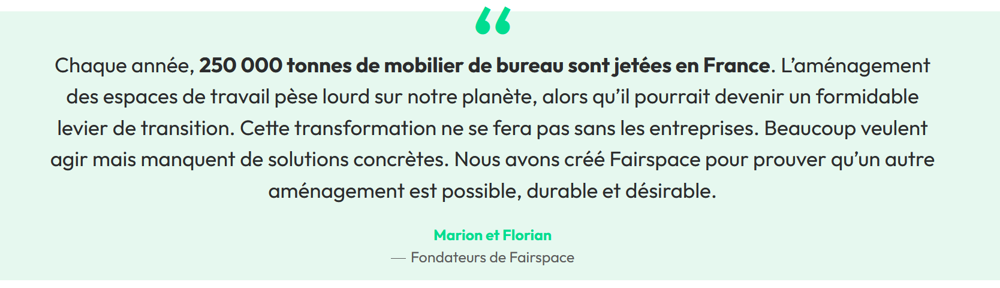 “
Chaque année, 250 000 tonnes de mobilier de bureau sont jetées en France. L’aménagement
des espaces de travail pèse lourd sur notre planète, alors qu’il pourrait devenir un formidable
levier de transition. Cette transformation ne se fera pas sans les entreprises. Beaucoup veulent
agir mais manquent de solutions concrètes. Nous avons créé Fairspace pour prouver qu’un autre
aménagement est possible, durable et désirable.
Marion et Florian
— Fondateurs de Fairspace